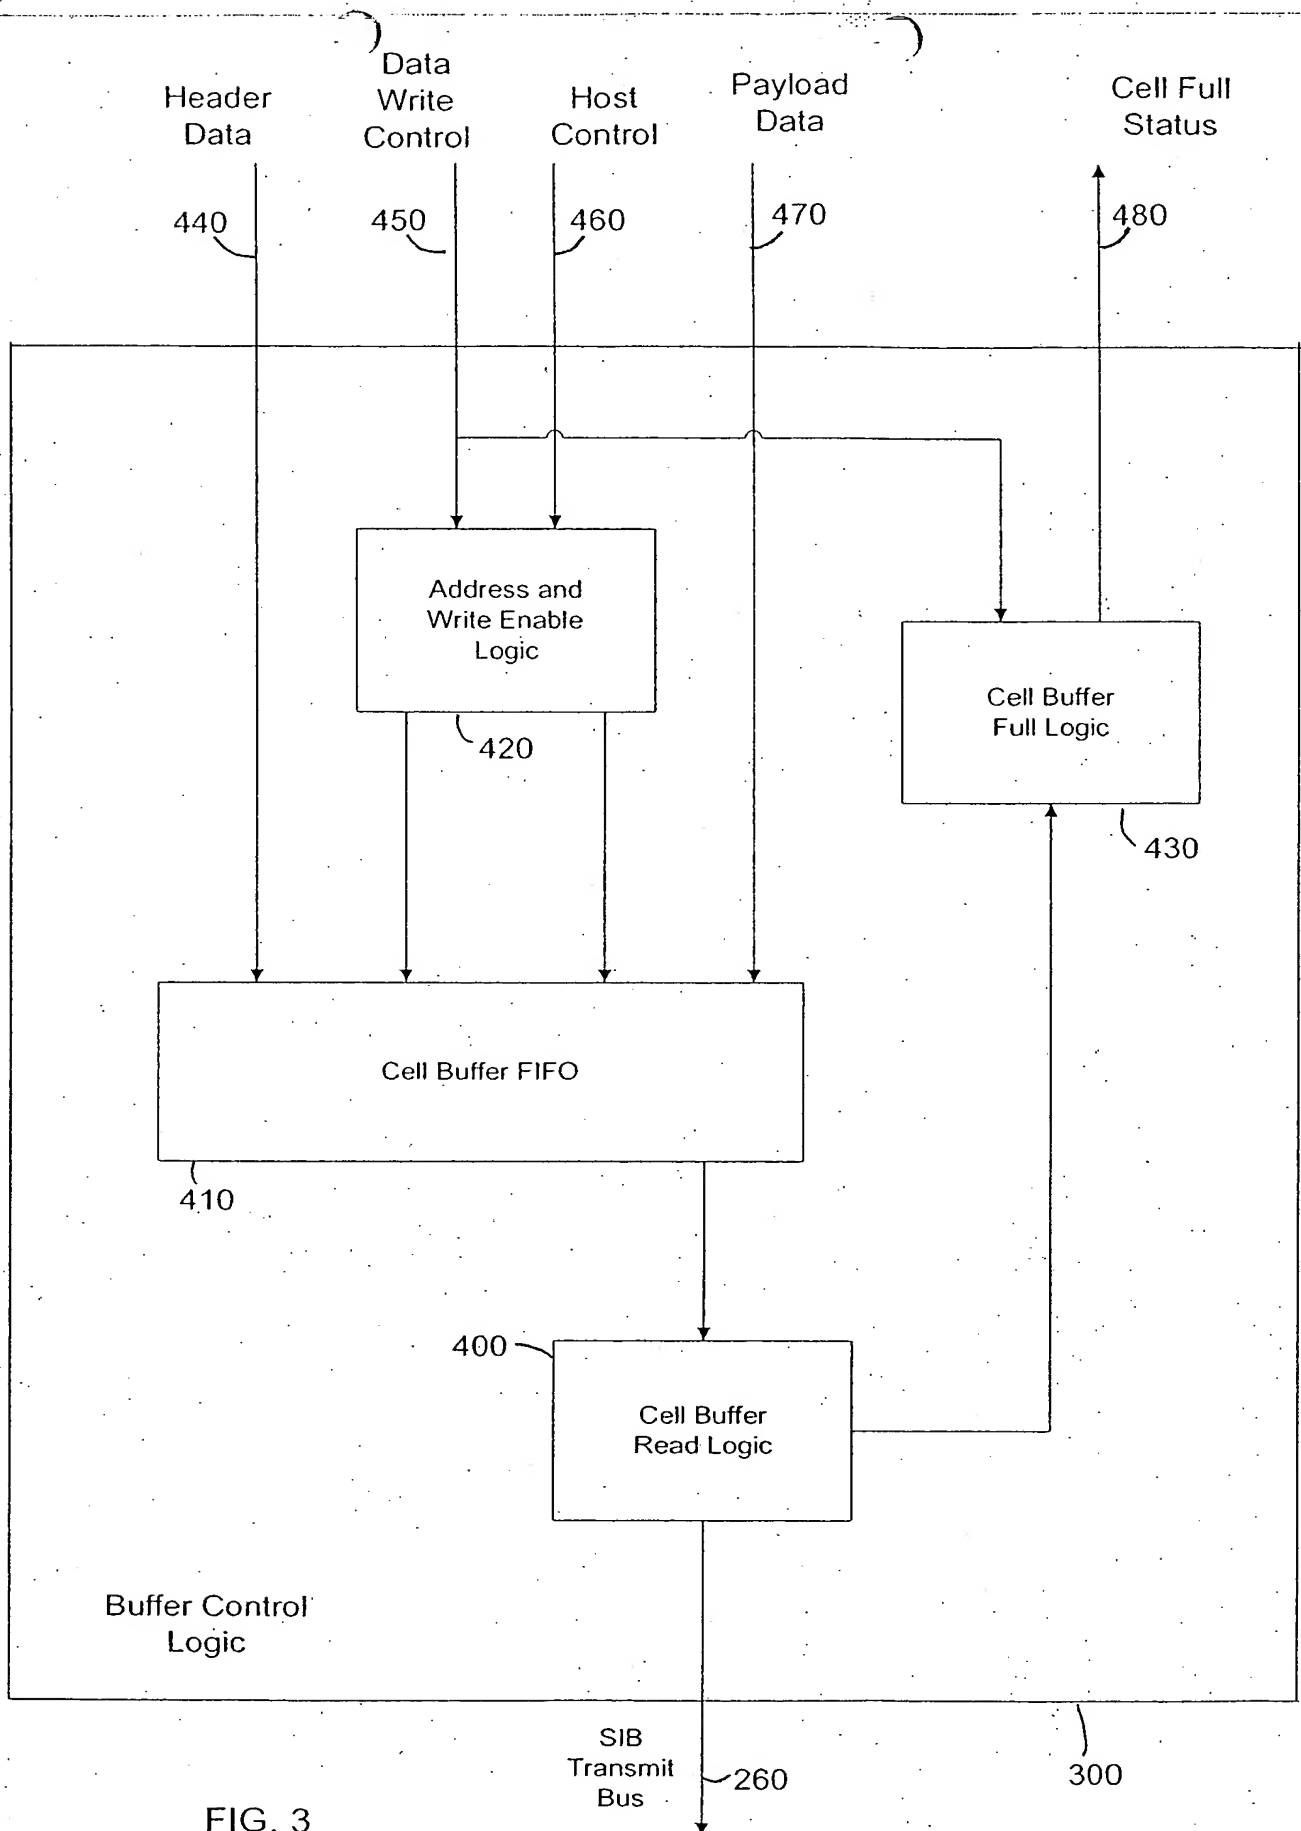 Header
Data
Data
Write
Control
Host
Control
Payload
Data
Cell Full
Status
440
450
460
470
480
Address and
Write Enable
Logic
420
Cell Buffer
Full Logic
430
Cell Buffer FIFO
410
400
Cell Buffer
Read Logic
Buffer Control
Logic
SIB
Transmit
Bus
260
300
FIG. 3